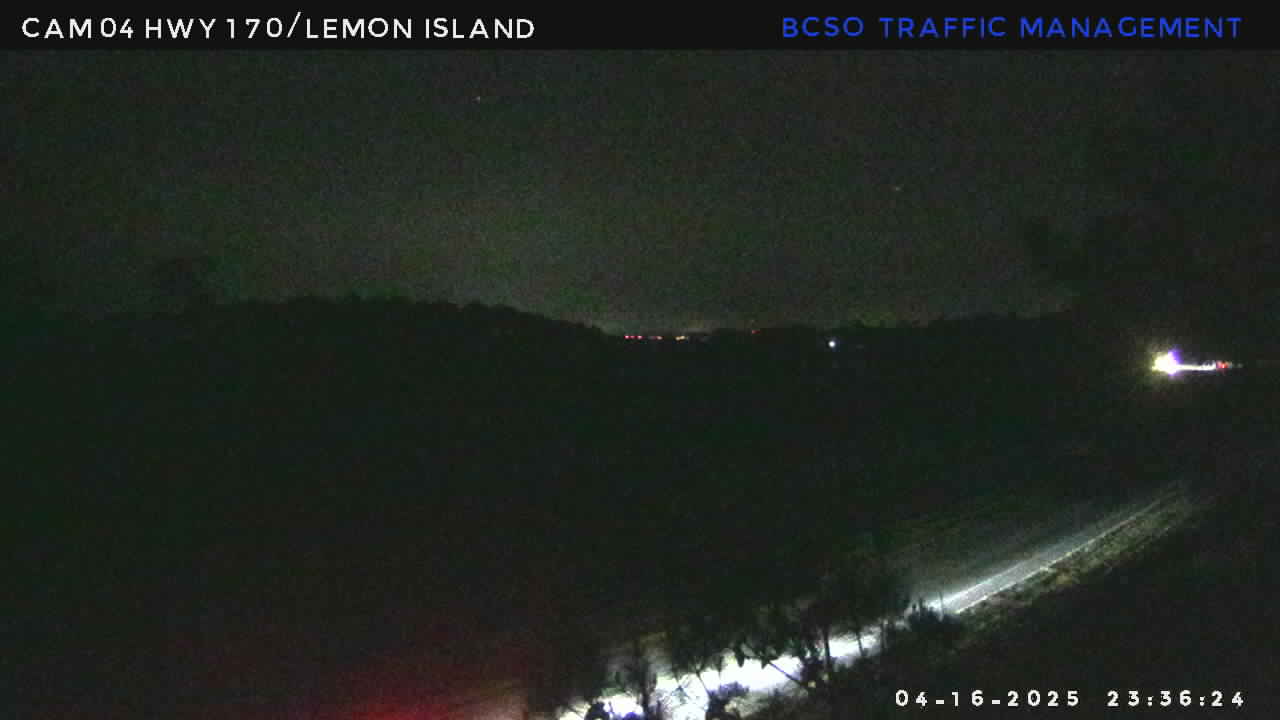 CAM04 HWY 170/LEMON ISLAND
BCSO TRAFFIC MANAGEMENT
04-16-2025 23:36:24